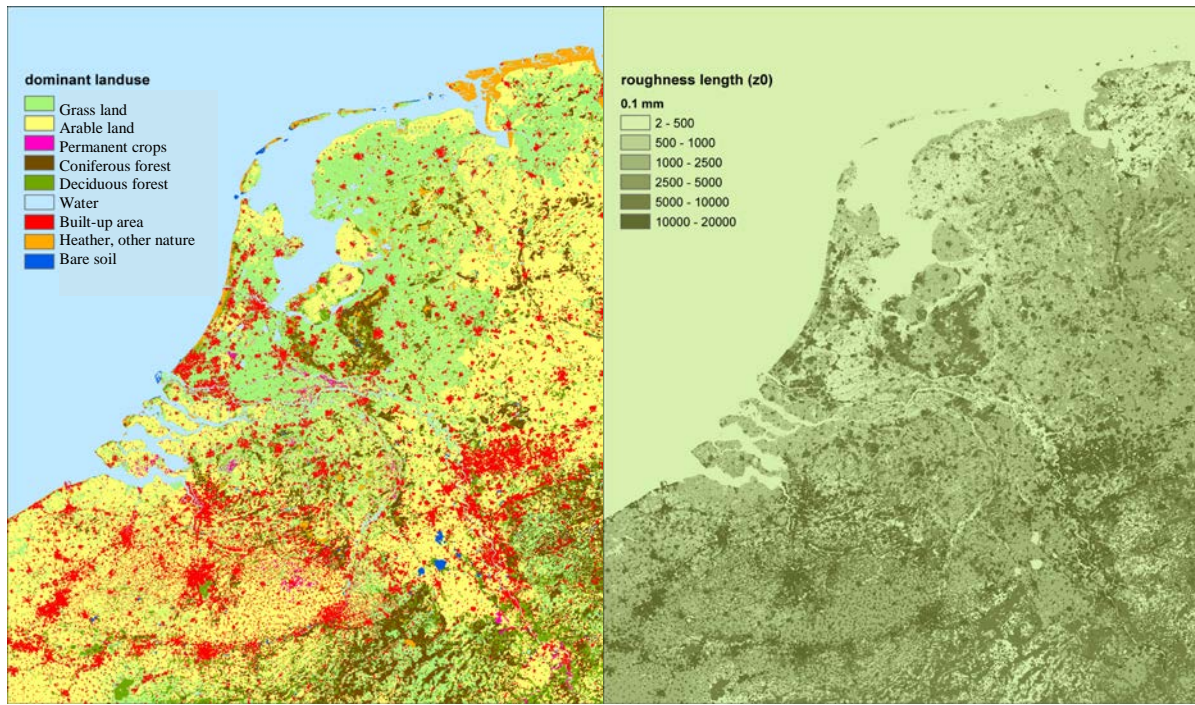 dominant landuse
Grass land
Arable land
Permanent crops
Coniferous forest
Deciduous forest
Water
Built-up area
Heather, other nature
Bare soil
roughness length (z0)
0.1 mm
2 - 500
500 - 1000
1000 - 2500
2500 - 5000
5000 - 10000
10000 - 20000